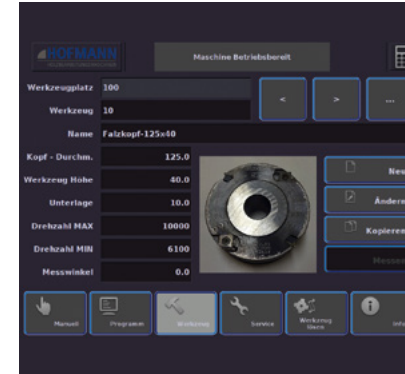 HOFMANN
Maschine Betriebsbereit.
Werkzeugplatz 100
< > ...
Werkzeug 10
Name Falzkopf-125x40
Kopf - Durchm. 125.0
Werkzeug Höhe 40.0
Unterlage 10.0
Drehzahl MAX 10000
Drehzahl MIN 6100
Messwinkel 0.0
Neu
Ändern
Kopieren
Messen
Manuell Programm Werkzeug Service Werkzeug Info